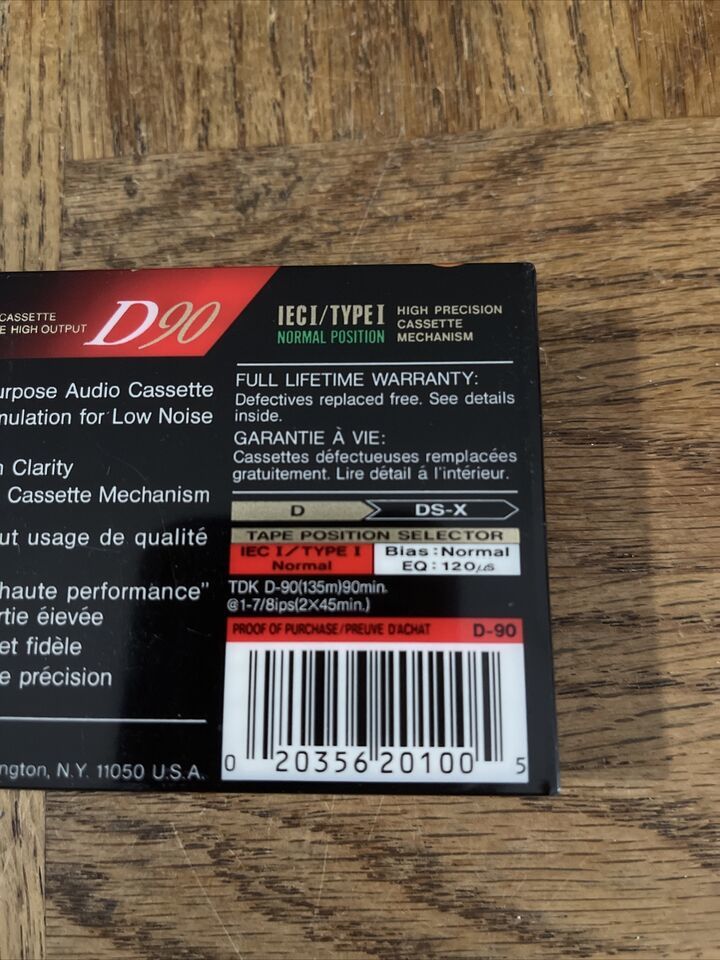 CASSETTE
E HIGH OUTPUT
D90
urpose Audio Cassette
mulation for Low Noise
n Clarity
Cassette Mechanism
ut usage de qualité
haute performance"
rtie éievée
et fidèle
e précision
ngton, N.Y. 11050 U.S.A.
IEC I/TYPE I
NORMAL POSITION
HIGH PRECISION
CASSETTE
MECHANISM
FULL LIFETIME WARRANTY:
Defectives replaced free. See details
inside.
GARANTIE À VIE:
Cassettes défectueuses remplacées
gratuitement. Lire détail á l'intérieur.
D DS-X
TAPE POSITION SELECTOR
IEC I/TYPE I
Normal
Bias:Normal
EQ:120µs
TDK D-90(135m)90min.
@1-7/8ips(2×45min.)
PROOF OF PURCHASE/PREUVE D'ACHAT D-90
0 20356 20100 5